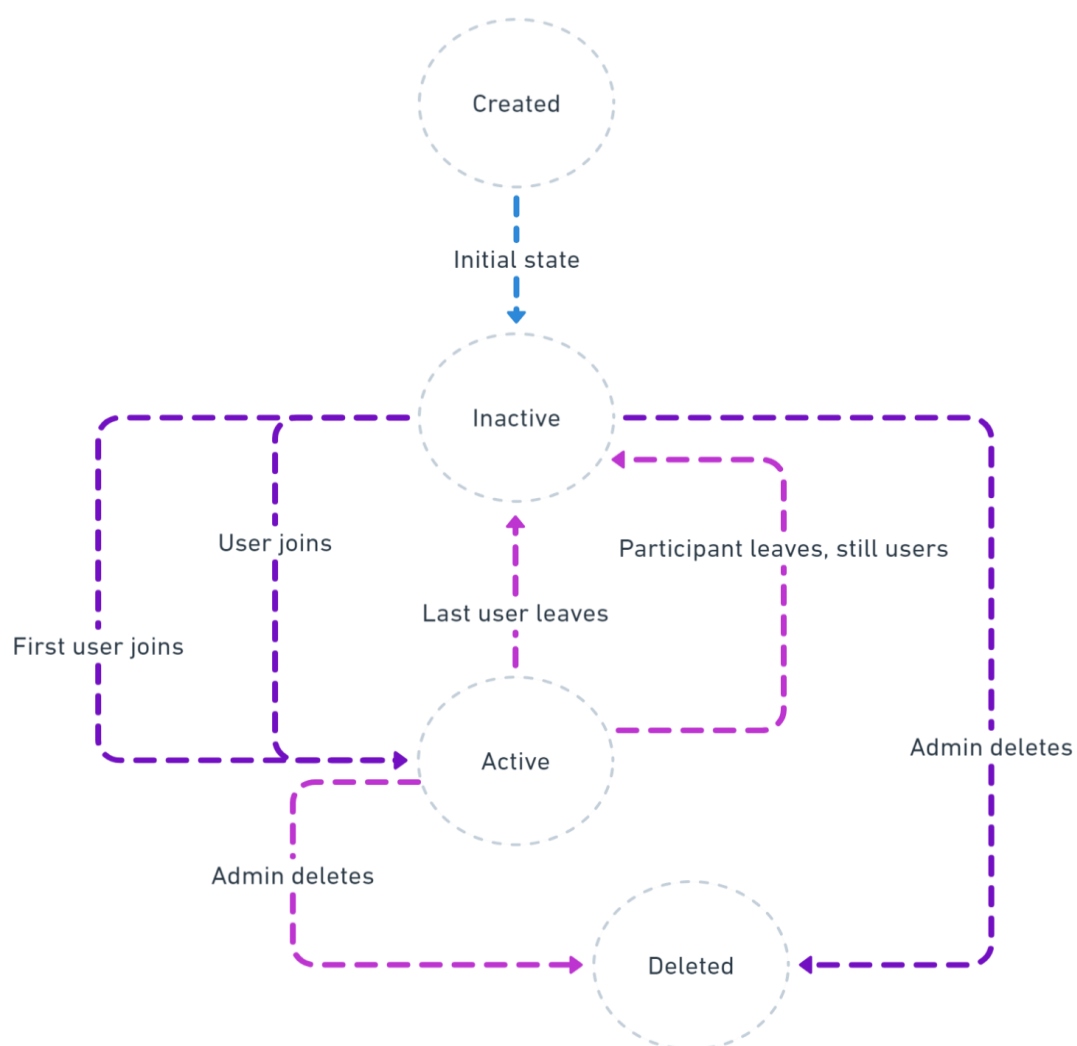 Created
Initial state
Inactive
User joins
Participant leaves, still users
Last user leaves
First user joins
Admin deletes
Active
Admin deletes
Deleted